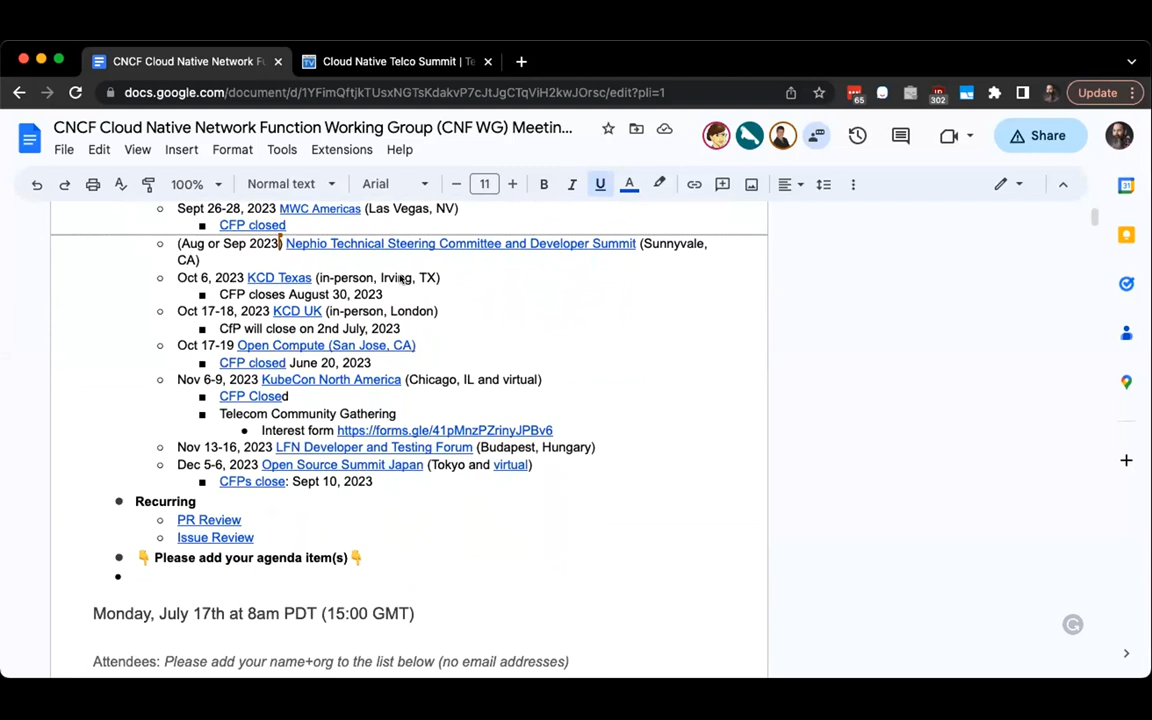 CNCF Cloud Native Network Fu
Cloud Native Telco Summit | Te
docs.google.com/document/d/1YFimQftjkTUsxNGTsKdakvP7cJtJgCTqViH2kwJOrsc/edit?pli=1
65
302
Update
CNCF Cloud Native Network Function Working Group (CNF WG) Meetin...
File Edit View Insert Format Tools Extensions Help
Share
100% Normal text Arial 11 B I U A
Sept 26-28, 2023 MWC Americas (Las Vegas, NV)
CFP closed
(Aug or Sep 2023) Nephio Technical Steering Committee and Developer Summit (Sunnyvale,
CA)
Oct 6, 2023 KCD Texas (in-person, Irving, TX)
CFP closes August 30, 2023
Oct 17-18, 2023 KCD UK (in-person, London)
CfP will close on 2nd July, 2023
Oct 17-19 Open Compute (San Jose, CA)
CFP closed June 20, 2023
Nov 6-9, 2023 KubeCon North America (Chicago, IL and virtual)
CFP Closed
Telecom Community Gathering
Interest form https://forms.gle/41pMnzPZrinyJPBv6
Nov 13-16, 2023 LFN Developer and Testing Forum (Budapest, Hungary)
Dec 5-6, 2023 Open Source Summit Japan (Tokyo and virtual)
CFPs close: Sept 10, 2023
Recurring
PR Review
Issue Review
👇 Please add your agenda item(s)👇
Monday, July 17th at 8am PDT (15:00 GMT)
Attendees: Please add your name+org to the list below (no email addresses)